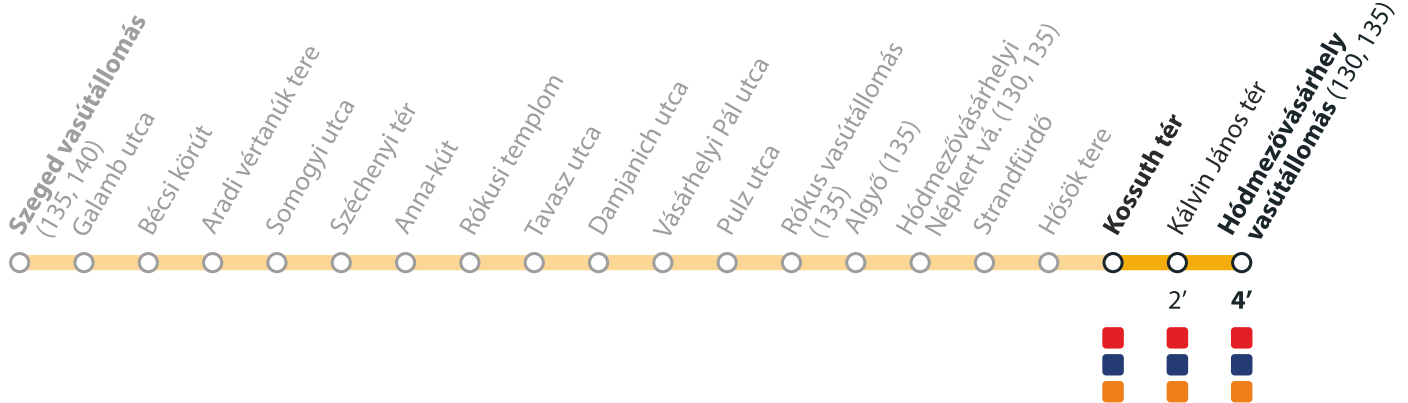 Szeged vasútállomás
(135, 140)
Galamb utca
Bécsi körút
Aradi vértanúk tere
Somogyi utca
Széchenyi tér
Anna-kút
Rókusi templom
Tavasz utca
Damjanich utca
Vásárhelyi Pál utca
Pulz utca
Rókus vasútállomás
(135)
Algyő (135)
Hódmezővásárhelyi
Népkert vá. (130, 135)
Strandfürdő
Hősök tere
Kossuth tér
Kálvin János tér
Hódmezővásárhely
vasútállomás (130, 135)
2’
4’